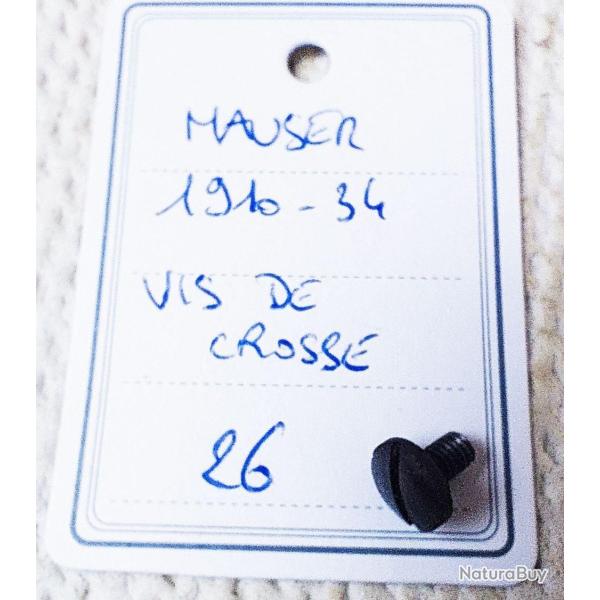 MAUSER
1910-34
VIS DE
CROSSE
26
NaturaBuy